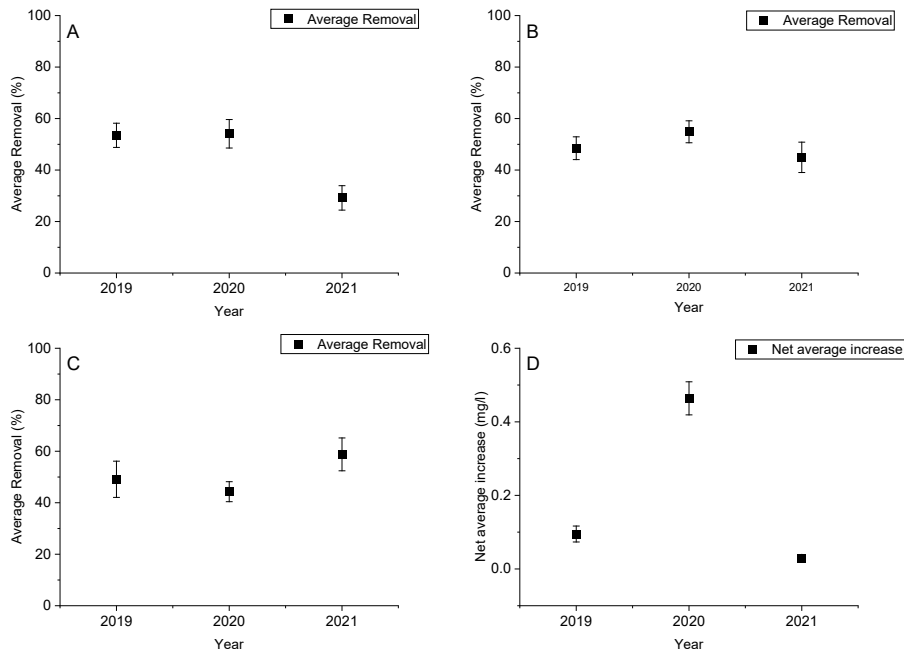 A
Average Removal
100
80
60
40
20
0
Average Removal (%)
2019
2020
2021
Year
B
Average Removal
100
80
60
40
20
0
Average Removal (%)
2019
2020
2021
Year
C
Average Removal
100
80
60
40
20
0
Average Removal (%)
2019
2020
2021
Year
D
Net average increase
0.6
0.4
0.2
0.0
Net average increase (mg/l)
2019
2020
2021
Year